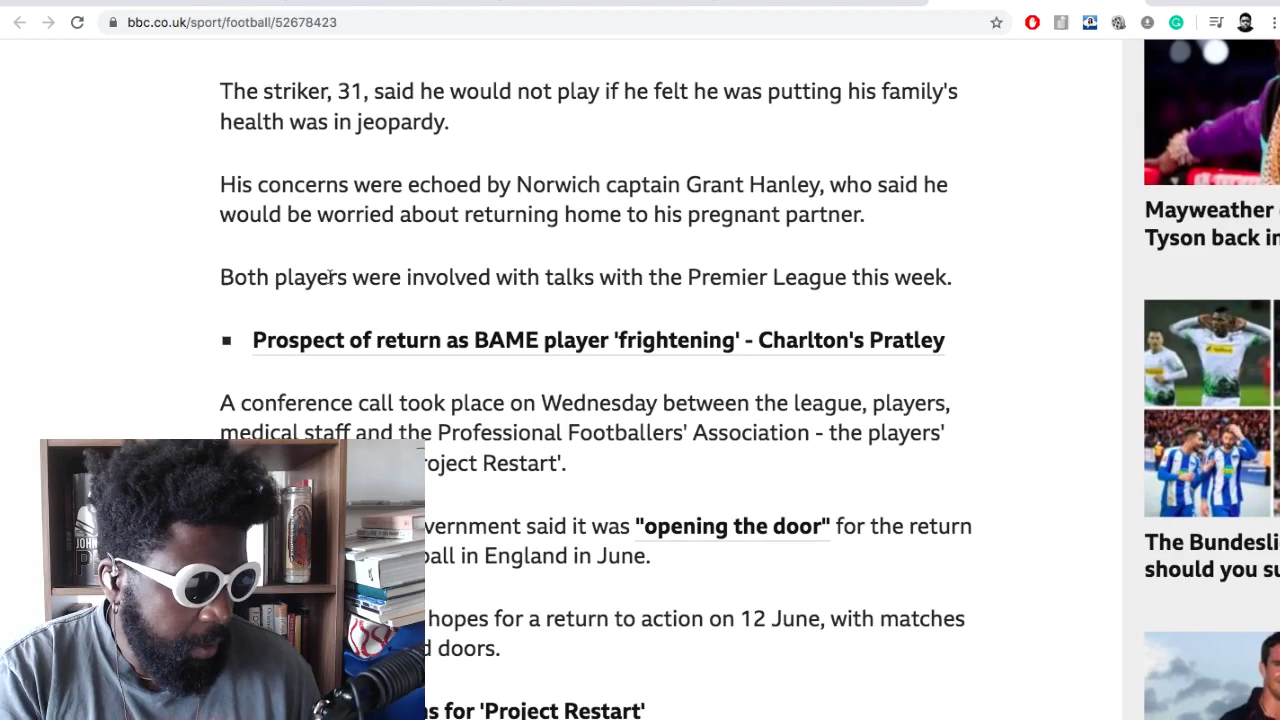 bbc.co.uk/sport/football/52678423
The striker, 31, said he would not play if he felt he was putting his family's
health was in jeopardy.
His concerns were echoed by Norwich captain Grant Hanley, who said he
would be worried about returning home to his pregnant partner.
Both players were involved with talks with the Premier League this week.
Prospect of return as BAME player 'frightening' - Charlton's Pratley
A conference call took place on Wednesday between the league, players,
medical staff and the Professional Footballers' Association - the players'
oject Restart'.
vernment said it was "opening the door" for the return
ball in England in June.
hopes for a return to action on 12 June, with matches
d doors.
s for 'Project Restart'
Mayweather
Tyson back in
The Bundesli
should you su